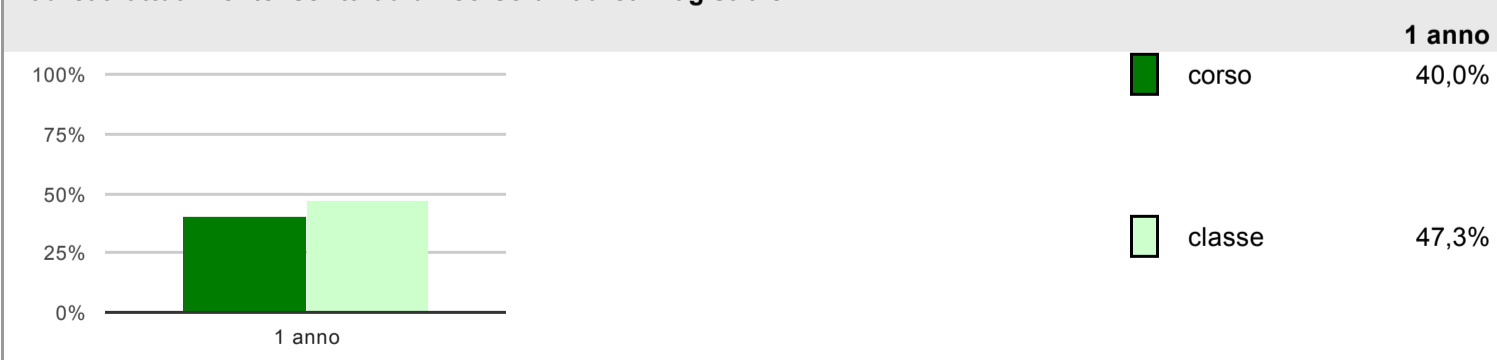 1 anno
100%
corso 40,0%
75%
50%
classe 47,3%
25%
0%
1 anno